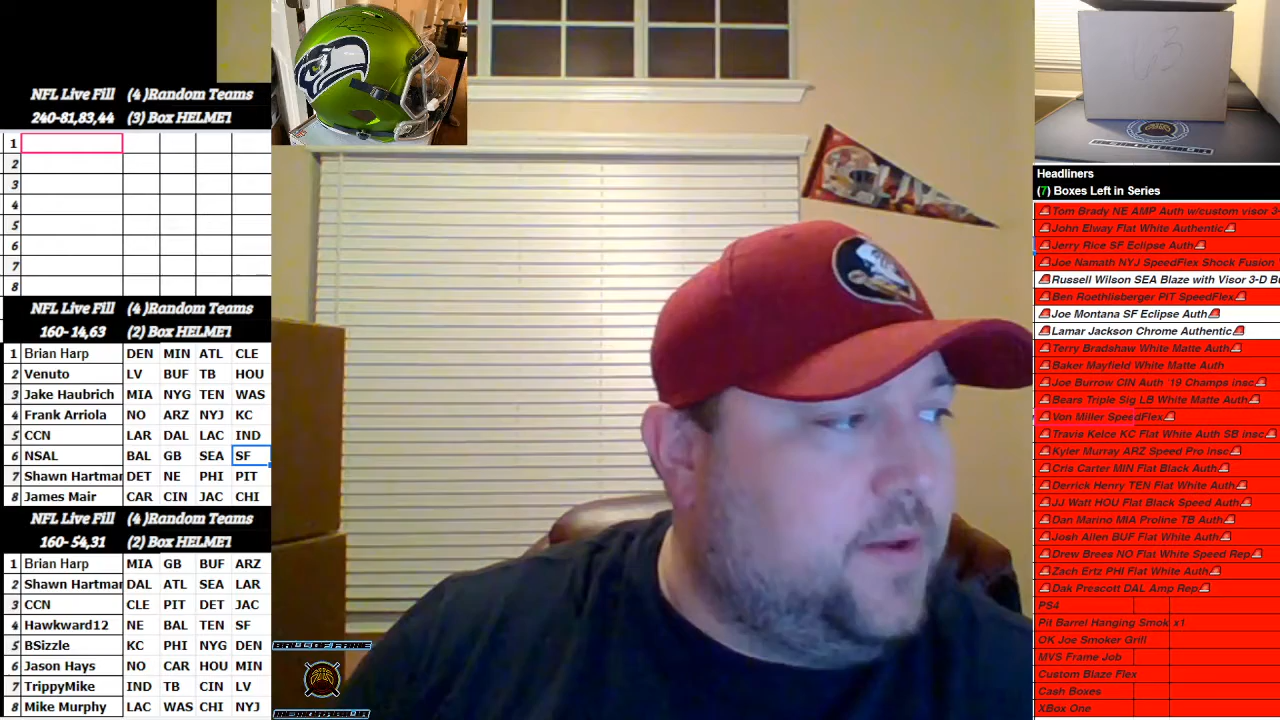 NFL Live Fill (4 )Random Teams
240-81,83,44 (3) Box HELMET
1
2
3
4
5
6
7
8
NFL Live Fill (4 )Random Teams
160- 14,63 (2) Box HELMET
1 Brian Harp DEN MIN ATL CLE
2 Venuto LV BUF TB HOU
3 Jake Haubrich MIA NYG TEN WAS
4 Frank Arriola NO ARZ NYJ KC
5 CCN LAR DAL LAC IND
6 NSAL BAL GB SEA SF
7 Shawn Hartmar DET NE PHI PIT
8 James Mair CAR CIN JAC CHI
NFL Live Fill (4 )Random Teams
160- 54,31 (2) Box HELMET
1 Brian Harp MIA GB BUF ARZ
2 Shawn Hartmar DAL ATL SEA LAR
3 CCN CLE PIT DET JAC
4 Hawkward12 NE BAL TEN SF
5 BSizzle KC PHI NYG DEN
6 Jason Hays NO CAR HOU MIN
7 TrippyMike IND TB CIN LV
8 Mike Murphy LAC WAS CHI NYJ
BALL OF FAME
MEMORABILIA
63
MEMORABILIA
Headliners
(7) Boxes Left in Series
Tom Brady NE AMP Auth w/custom visor 3-
John Elway Flat White Authentic
Jerry Rice SF Eclipse Auth
Joe Namath NYJ SpeedFlex Shock Fusion
Russell Wilson SEA Blaze with Visor 3-D B
Ben Roethlisberger PIT SpeedFlex
Joe Montana SF Eclipse Auth
Lamar Jackson Chrome Authentic
Terry Bradshaw White Matte Auth
Baker Mayfield White Matte Auth
Joe Burrow CIN Auth '19 Champs insc
Bears Triple Sig LB White Matte Auth
Von Miller SpeedFlex
Travis Kelce KC Flat White Auth SB insc
Kyler Murray ARZ Speed Pro Insc
Cris Carter MIN Flat Black Auth
Derrick Henry TEN Flat White Auth
JJ Watt HOU Flat Black Speed Auth
Dan Marino MIA Proline TB Auth
Josh Allen BUF Flat White Auth
Drew Brees NO Flat White Speed Rep
Zach Ertz PHI Flat White Auth
Dak Prescott DAL Amp Rep
PS4
Pit Barrel Hanging Smok x1
OK Joe Smoker Grill
MVS Frame Job
Custom Blaze Flex
Cash Boxes
XBox One